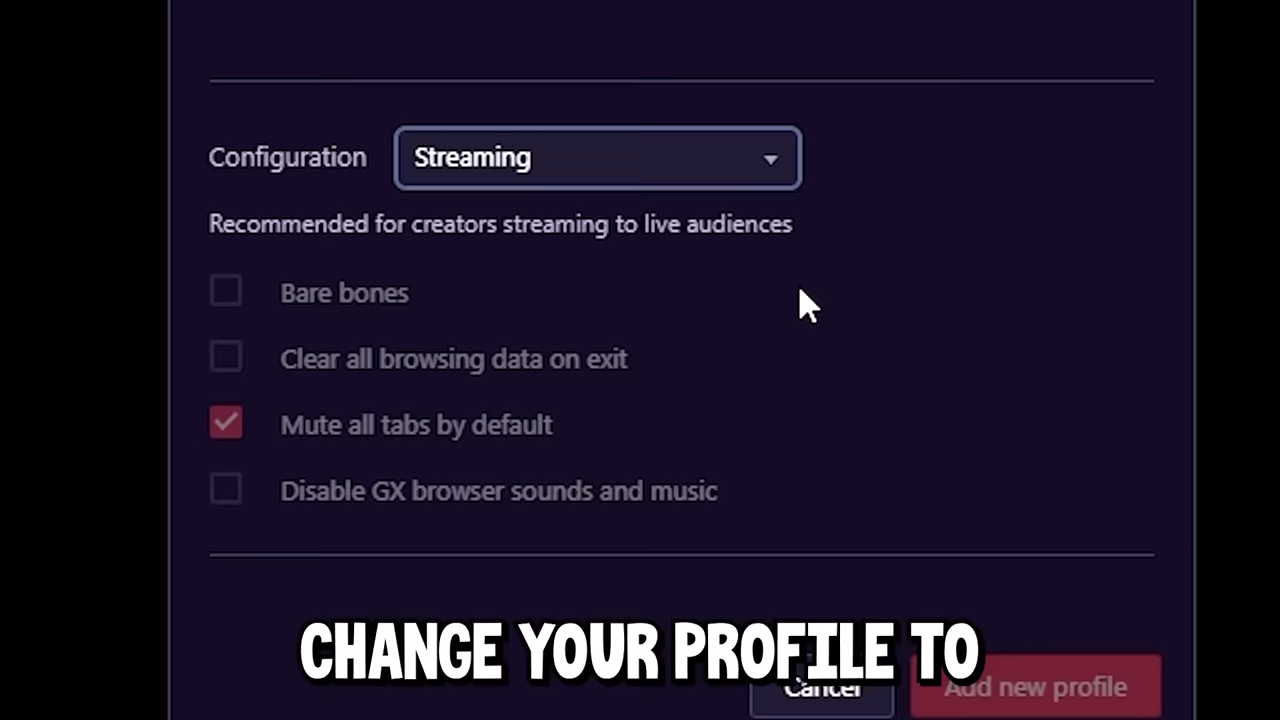 Configuration
Streaming
Recommended for creators streaming to live audiences
Bare bones
Clear all browsing data on exit
Mute all tabs by default
Disable GX browser sounds and music
CHANGE YOUR PROFILE TO
Cancel
Add new profile